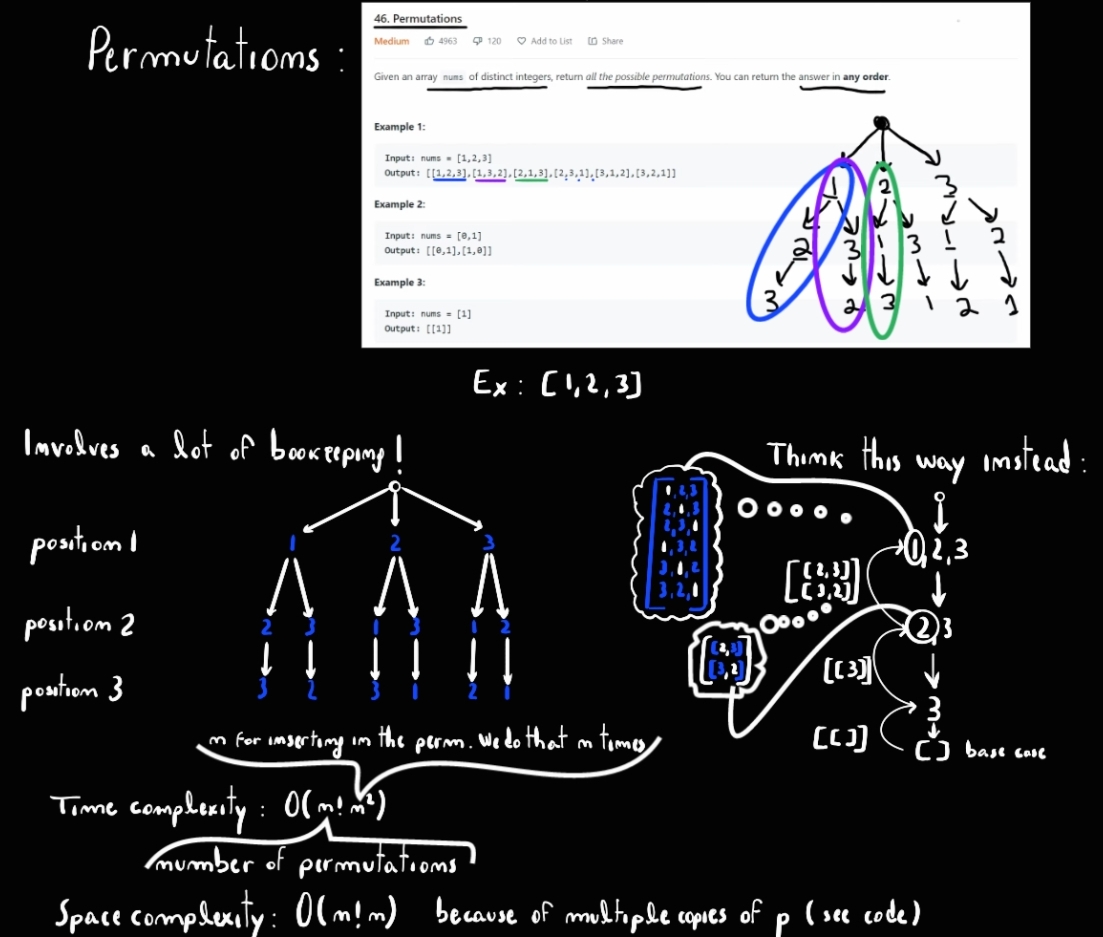 Permutations :
46. Permutations
Medium 4963 120 Add to List Share
Given an array nums of distinct integers, return all the possible permutations. You can return the answer in any order.
Example 1:
Input: nums = [1,2,3]
Output: [[1,2,3],[1,3,2],[2,1,3],[2,3,1],[3,1,2],[3,2,1]]
Example 2:
Input: nums = [0,1]
Output: [[0,1],[1,0]]
Example 3:
Input: nums = [1]
Output: [[1]]
1 2 3
2 3 1 3 1 2
3 2 3 1 2 1
Ex : [1,2,3]
Involves a lot of bookeeping!
position 1
1 2 3
position 2
2 3 1 3 1 2
position 3
3 2 3 1 2 1
Think this way instead :
1,2,3
2,1,3
2,3,1
1,3,2
3,1,2
3,2,1
1,2,3
[[2,3]
[3,2]]
2,3
[2,3]
[3,2]
[[3]]
3
[[]]
[] base case
n for inserting in the perm. We do that n times
Time complexity : O(n! n²)
number of permutations
Space complexity : O(n! n) because of multiple copies of p (see code)